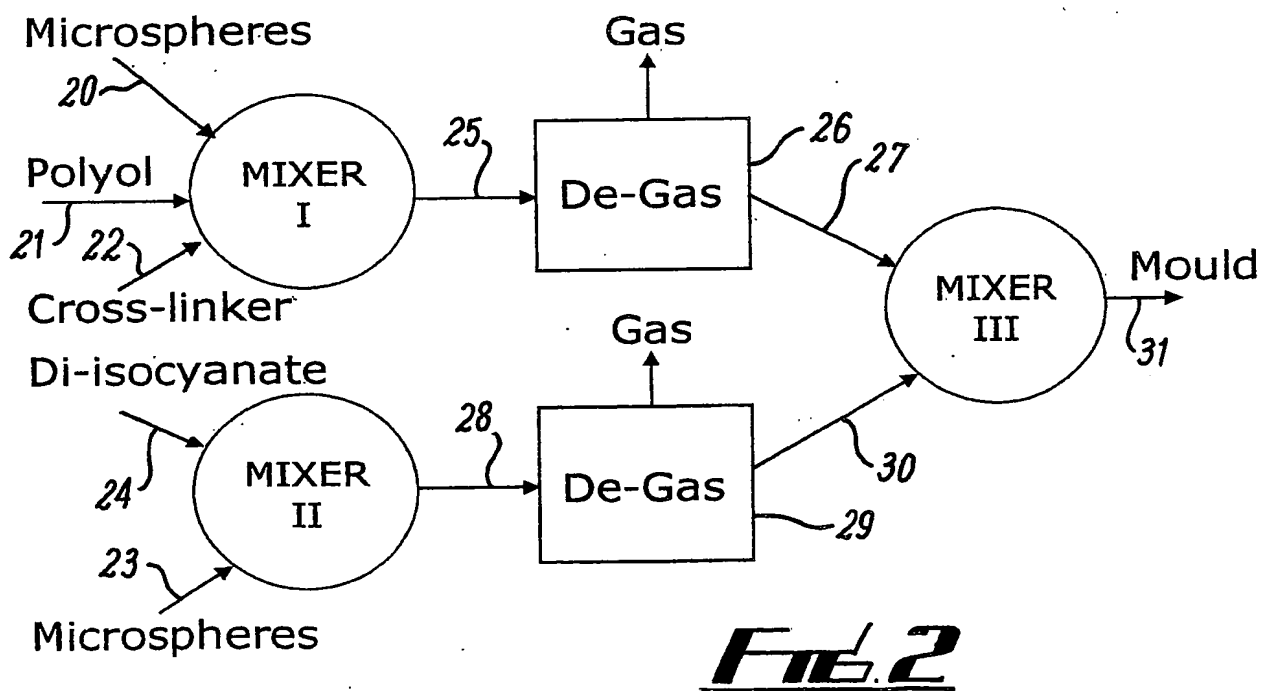 Microspheres
20
Polyol
21
22
Cross-linker
MIXER
I
25
Gas
De-Gas
26
27
Di-isocyanate
24
23
Microspheres
MIXER
II
28
Gas
De-Gas
29
30
MIXER
III
Mould
31
FIG. 2